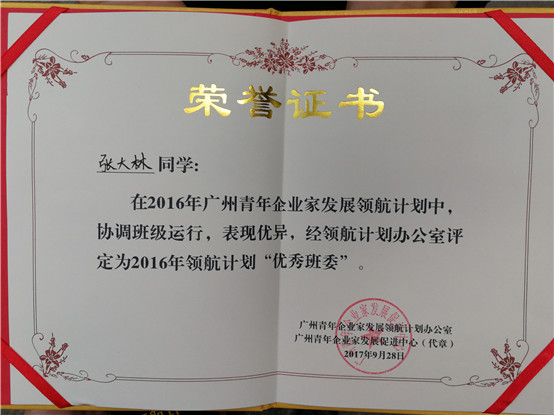 荣誉证书
张大林 同学:
在2016年广州青年企业家发展领航计划中，
协调班级运行，表现优异，经领航计划办公室评
定为2016年领航计划“优秀班委”。
广州青年企业家发展领航计划办公室
广州青年企业家发展促进中心（代章）
2017年9月28日